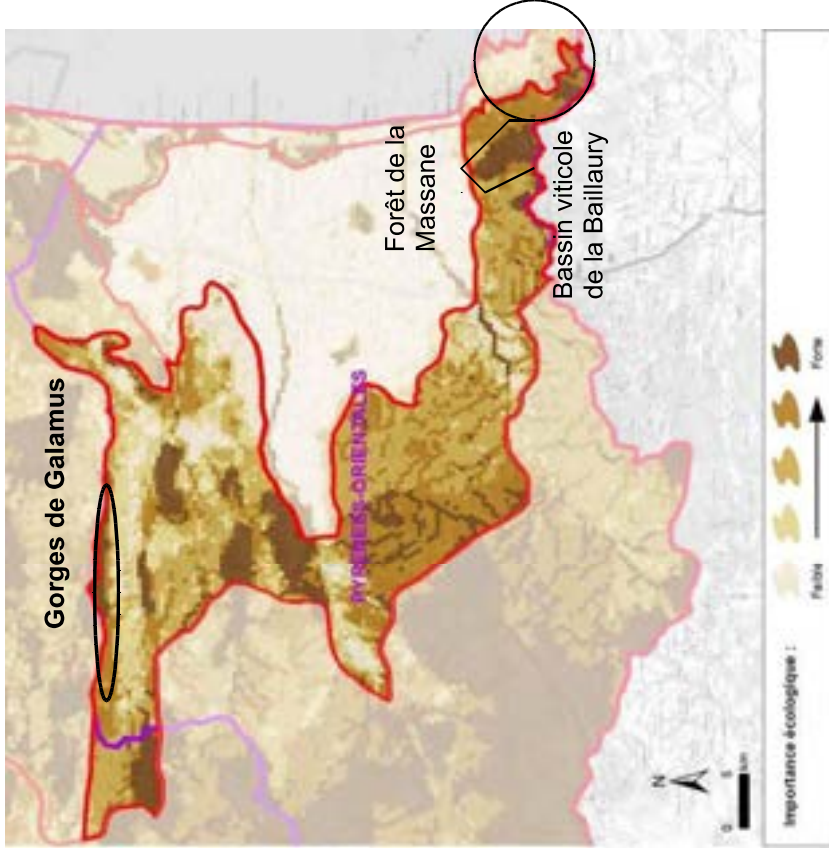 Gorges de Galamus
Forêt de la
Massane
Bassin viticole
de la Baillaury
PYRENEES-ORIENTALES
N
0 5 km
Importance écologique :
Faible
Forte